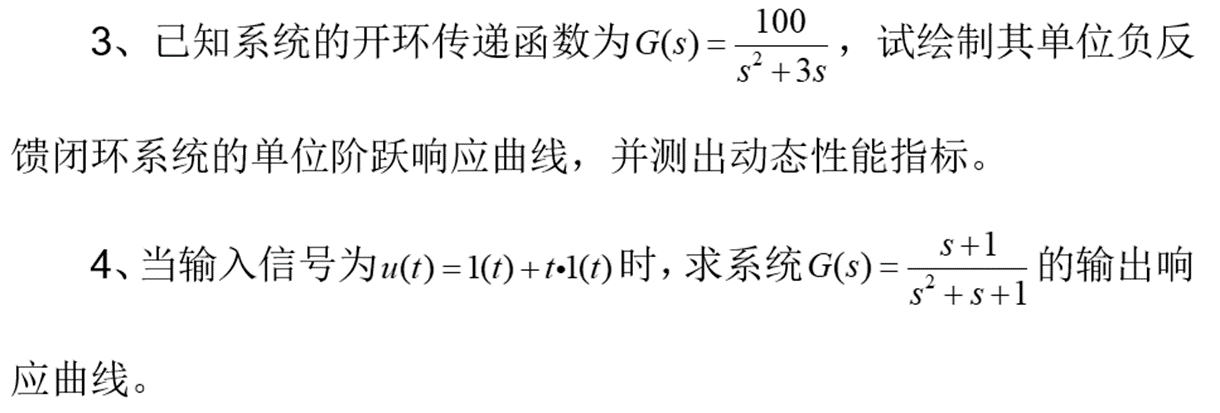 3、已知系统的开环传递函数为G(s)=\frac{100}{s^2+3s}，试绘制其单位负反
馈闭环系统的单位阶跃响应曲线，并测出动态性能指标。
4、当输入信号为u(t)=1(t)+t•1(t)时，求系统G(s)=\frac{s+1}{s^2+s+1}的输出响
应曲线。